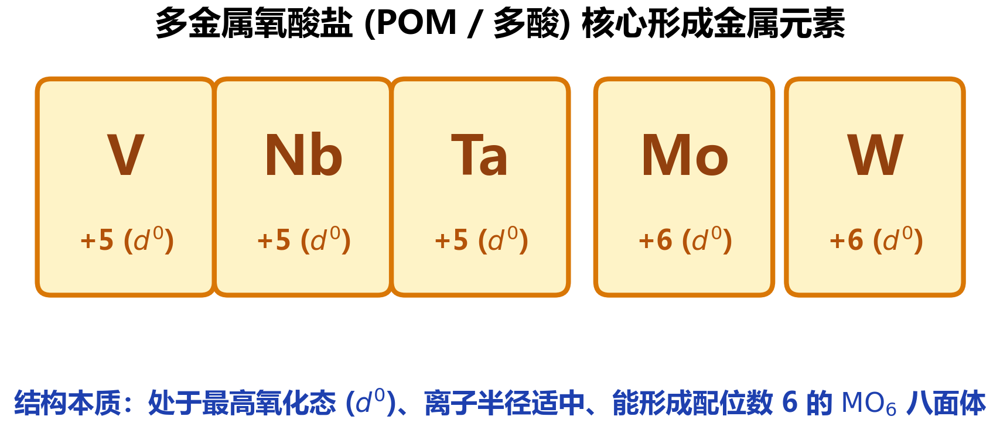 多金属氧酸盐 (POM / 多酸) 核心形成金属元素
V Nb Ta Mo W
+5 (d⁰) +5 (d⁰) +5 (d⁰) +6 (d⁰) +6 (d⁰)
结构本质：处于最高氧化态 (d⁰)、离子半径适中、能形成配位数 6 的 MO₆ 八面体